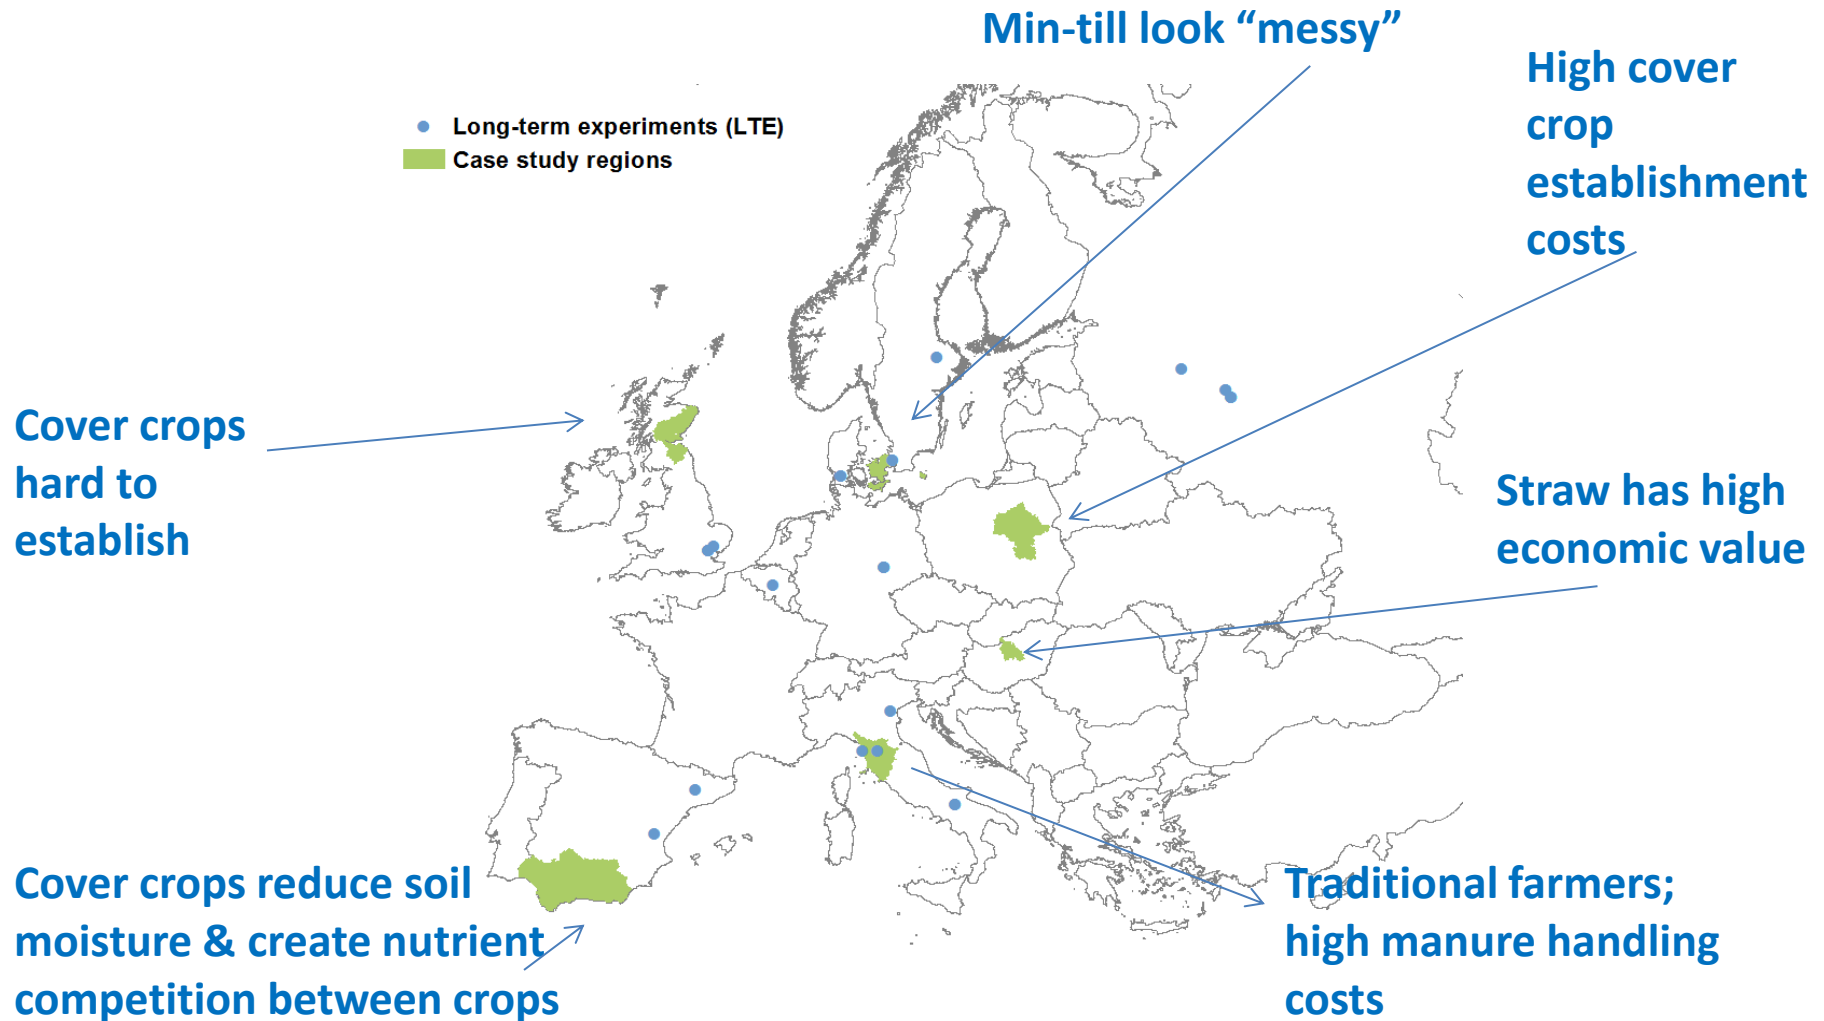 Min-till look “messy”
High cover
crop
establishment
costs
Long-term experiments (LTE)
Case study regions
Cover crops
hard to
establish
Straw has high
economic value
Cover crops reduce soil
moisture & create nutrient
competition between crops
Traditional farmers;
high manure handling
costs